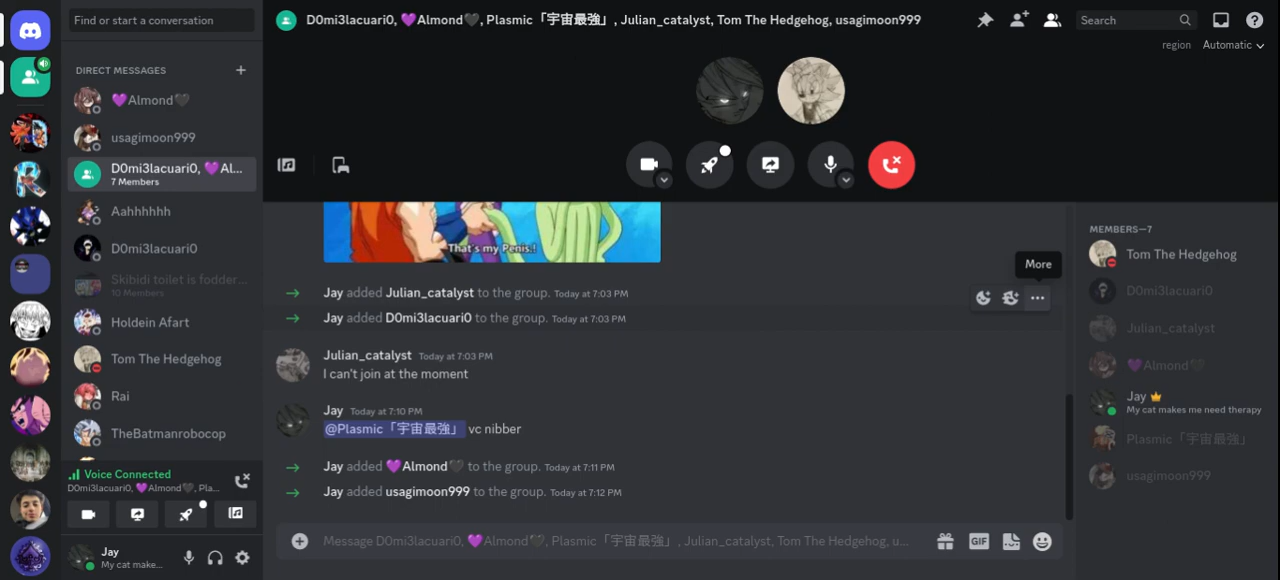 Find or start a conversation
D0mi3lacuari0, 💜Almond🖤, Plasmic「宇宙最強」, Julian_catalyst, Tom The Hedgehog, usagimoon999
Search
region Automatic
DIRECT MESSAGES
💜Almond🖤
usagimoon999
D0mi3lacuari0, 💜Al...
7 Members
Aahhhhhh
D0mi3lacuari0
Skibidi toilet is fodder...
10 Members
Holdein Afart
Tom The Hedgehog
Rai
TheBatmanrobocop
Voice Connected
D0mi3lacuari0, 💜Almond🖤, Pla...
Jay
My cat make...
That's my Penis.!
Jay added Julian_catalyst to the group. Today at 7:03 PM
Jay added D0mi3lacuari0 to the group. Today at 7:03 PM
More
Julian_catalyst Today at 7:03 PM
I can't join at the moment
Jay Today at 7:10 PM
@Plasmic「宇宙最強」 vc nibber
Jay added 💜Almond🖤 to the group. Today at 7:11 PM
Jay added usagimoon999 to the group. Today at 7:12 PM
Message D0mi3lacuari0, 💜Almond🖤, Plasmic「宇宙最強」, Julian_catalyst, Tom The Hedgehog, u...
GIF
MEMBERS—7
Tom The Hedgehog
D0mi3lacuari0
Julian_catalyst
💜Almond🖤
Jay
My cat makes me need therapy
Plasmic「宇宙最強」
usagimoon999